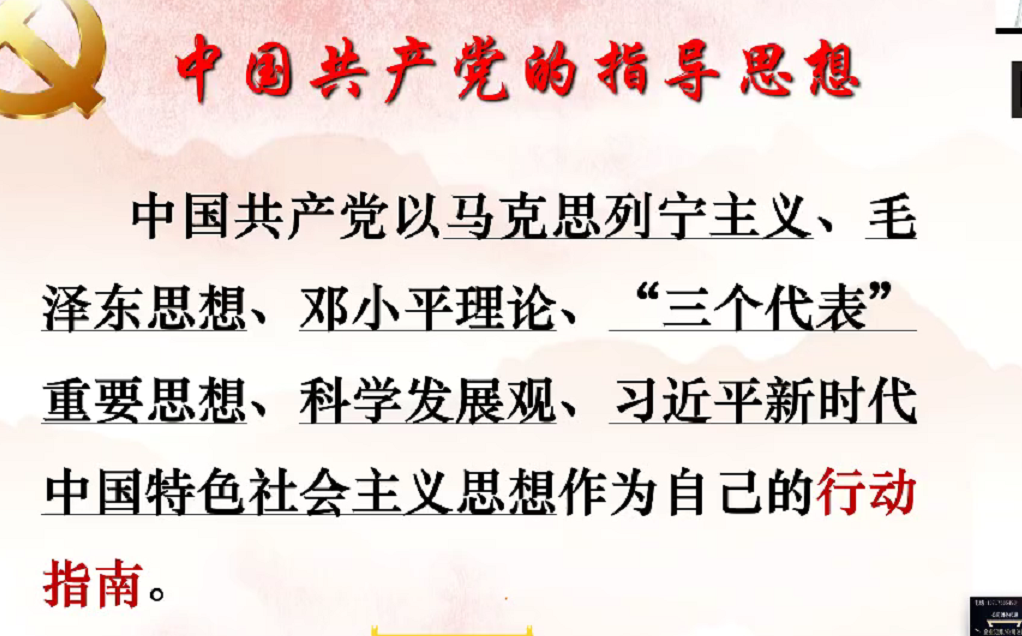 中国共产党的指导思想
中国共产党以马克思列宁主义、毛
泽东思想、邓小平理论、“三个代表”
重要思想、科学发展观、习近平新时代
中国特色社会主义思想作为自己的行动
指南。